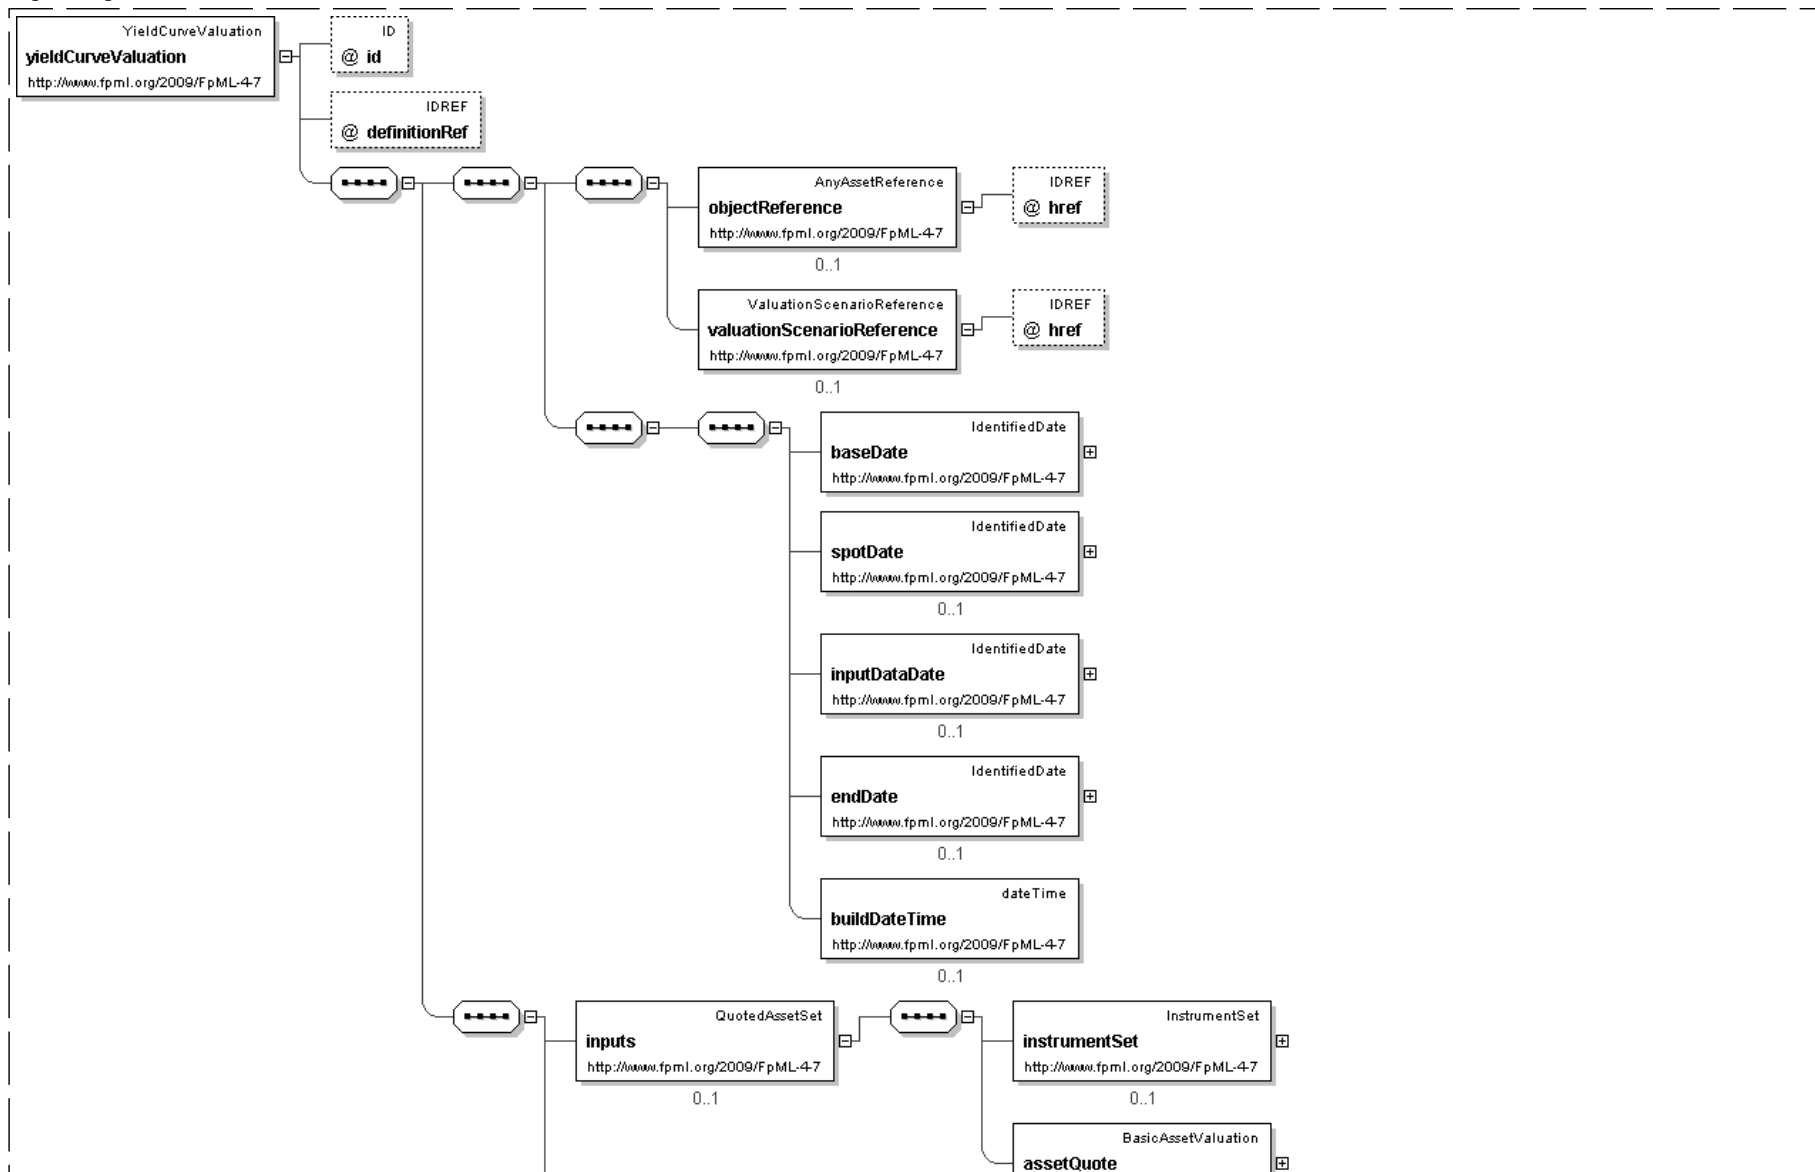 YieldCurveValuation
yieldCurveValuation
http://www.fpml.org/2009/FpML-4-7
ID
@ id
IDREF
@ definitionRef
AnyAssetReference
objectReference
http://www.fpml.org/2009/FpML-4-7
0..1
IDREF
@ href
ValuationScenarioReference
valuationScenarioReference
http://www.fpml.org/2009/FpML-4-7
0..1
IDREF
@ href
IdentifiedDate
baseDate
http://www.fpml.org/2009/FpML-4-7
IdentifiedDate
spotDate
http://www.fpml.org/2009/FpML-4-7
0..1
IdentifiedDate
inputDataDate
http://www.fpml.org/2009/FpML-4-7
0..1
IdentifiedDate
endDate
http://www.fpml.org/2009/FpML-4-7
0..1
dateTime
buildDateTime
http://www.fpml.org/2009/FpML-4-7
0..1
QuotedAssetSet
inputs
http://www.fpml.org/2009/FpML-4-7
0..1
InstrumentSet
instrumentSet
http://www.fpml.org/2009/FpML-4-7
0..1
BasicAssetValuation
assetQuote